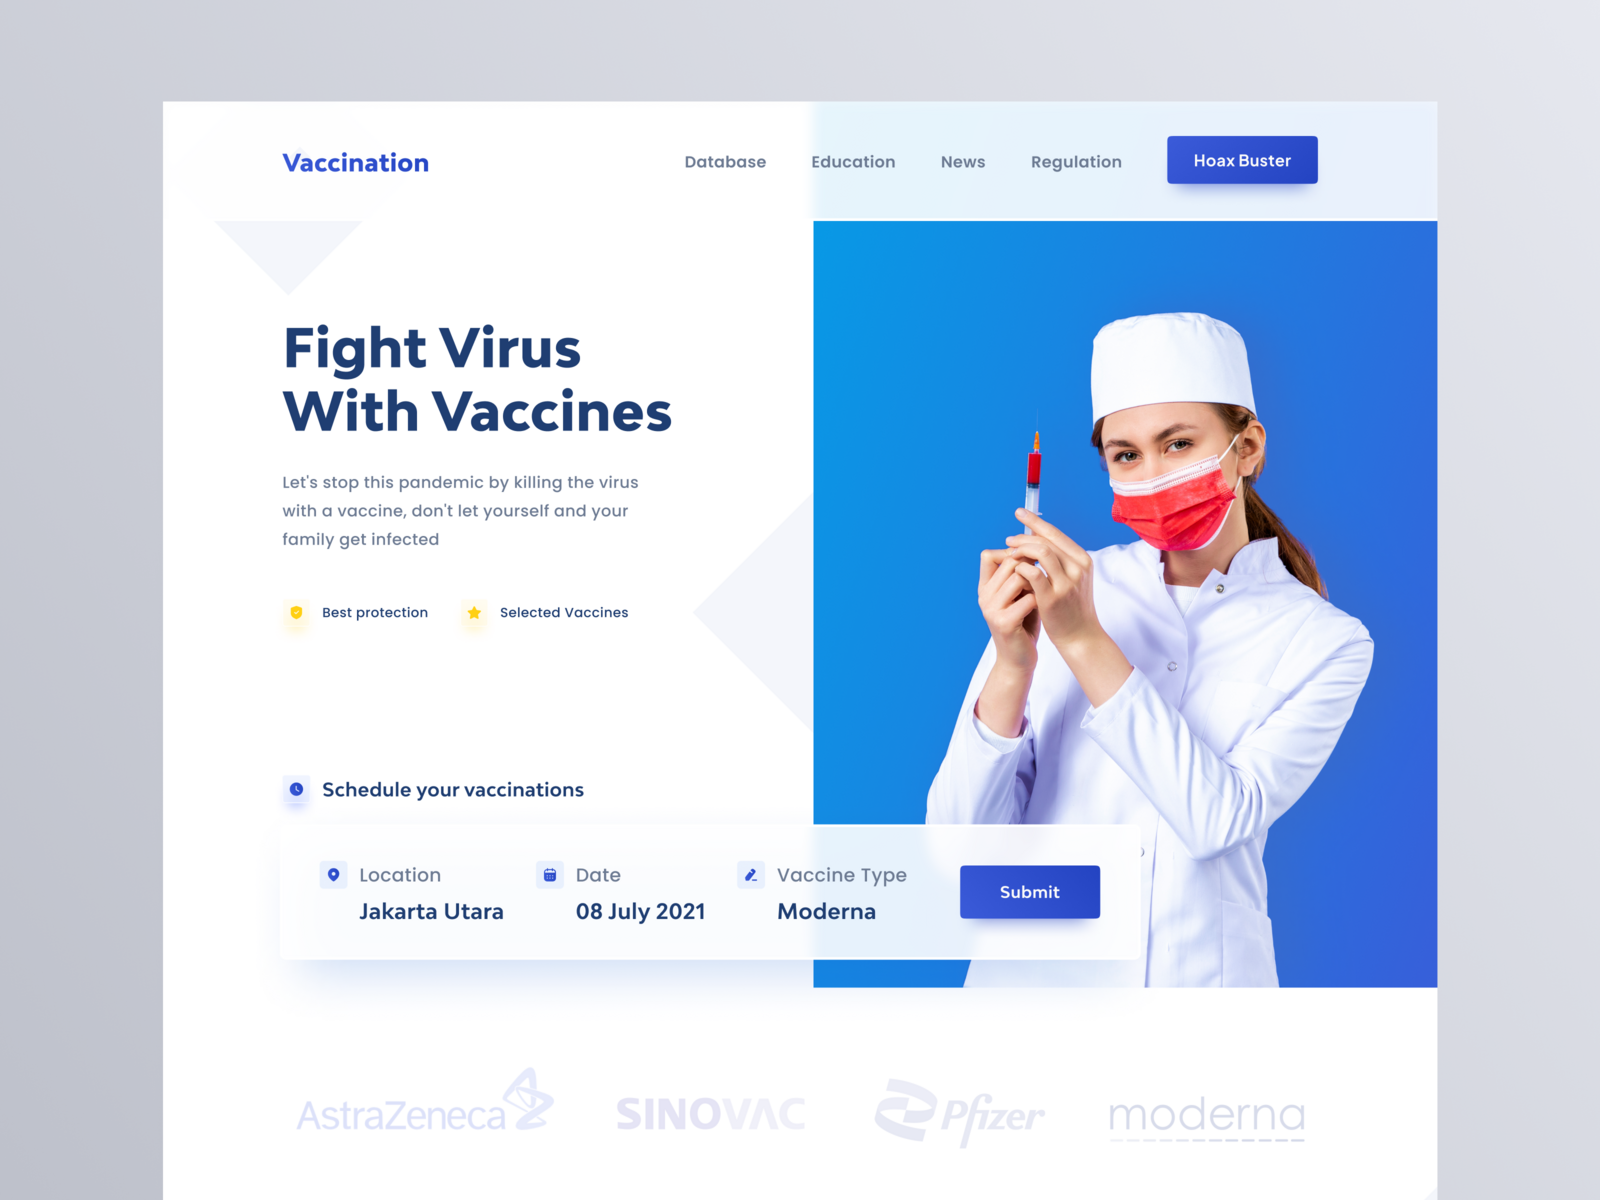 Vaccination
Database
Education
News
Regulation
Hoax Buster
Fight Virus
With Vaccines
Let's stop this pandemic by killing the virus
with a vaccine, don't let yourself and your
family get infected
Best protection
Selected Vaccines
Schedule your vaccinations
Location
Jakarta Utara
Date
08 July 2021
Vaccine Type
Moderna
Submit
AstraZeneca
SINOVAC
Pfizer
moderna